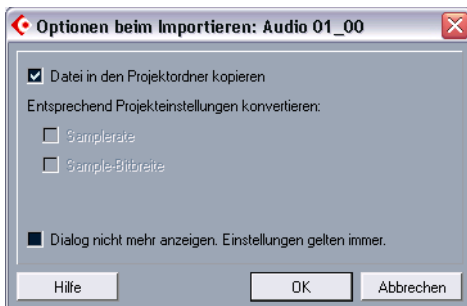 Optionen beim Importieren: Audio 01_00
Datei in den Projektordner kopieren
Entsprechend Projekteinstellungen konvertieren:
Samplerate
Sample-Bitbreite
Dialog nicht mehr anzeigen. Einstellungen gelten immer.
Hilfe OK Abbrechen